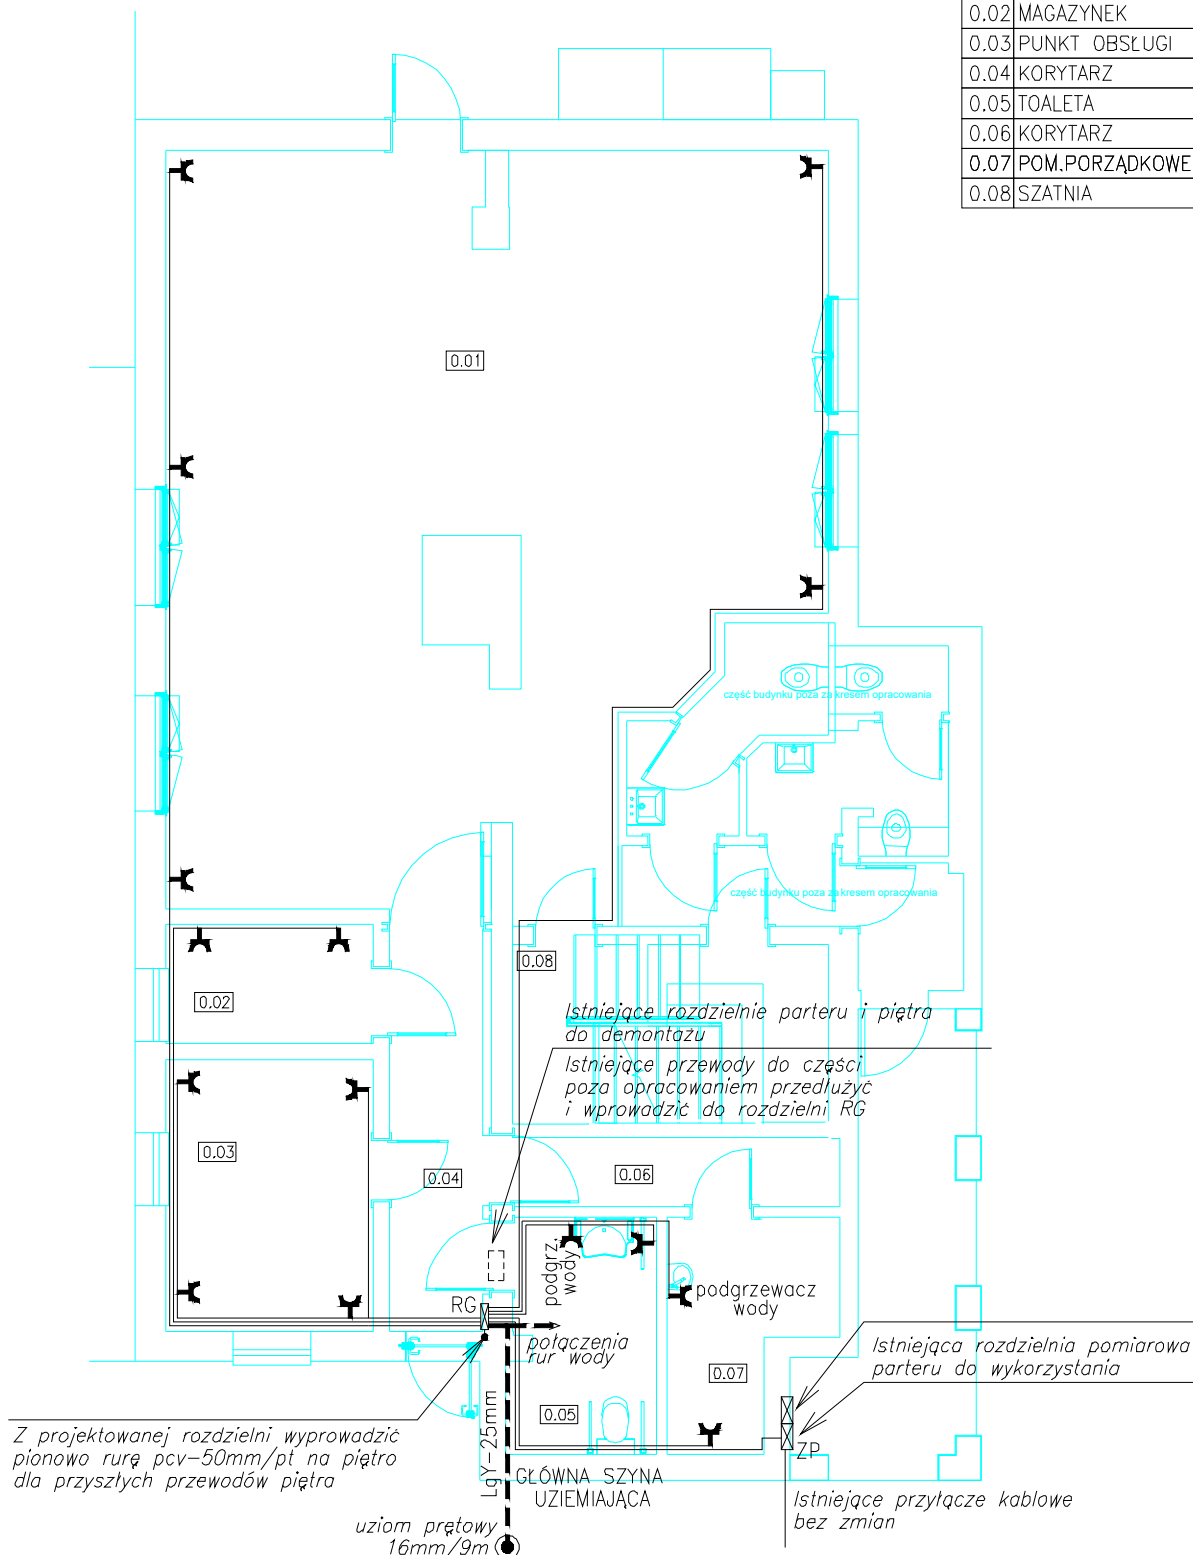 0.02 MAGAZYNEK
0.03 PUNKT OBSŁUGI
0.04 KORYTARZ
0.05 TOALETA
0.06 KORYTARZ
0.07 POM.PORZĄDKOWE
0.08 SZATNIA
0.01
część budynku poza zakresem opracowania
część budynku poza zakresem opracowania
0.08
0.02
Istniejące rozdzielnie parteru i piętra
do demontażu
Istniejące przewody do części
poza opracowaniem przedłużyć
i wprowadzić do rozdzielni RG
0.03
0.04
0.06
podgrz.
wody
podgrzewacz
wody
RG
połączenia
rur wody
Istniejąca rozdzielnia pomiarowa
parteru do wykorzystania
0.07
0.05
Z projektowanej rozdzielni wyprowadzić
pionowo rurę pcv-50mm/pt na piętro
dla przyszłych przewodów piętra
LgY-25mm
ZP
GŁÓWNA SZYNA
UZIEMIAJĄCA
Istniejące przyłącze kablowe
bez zmian
uziom prętowy
16mm/9m